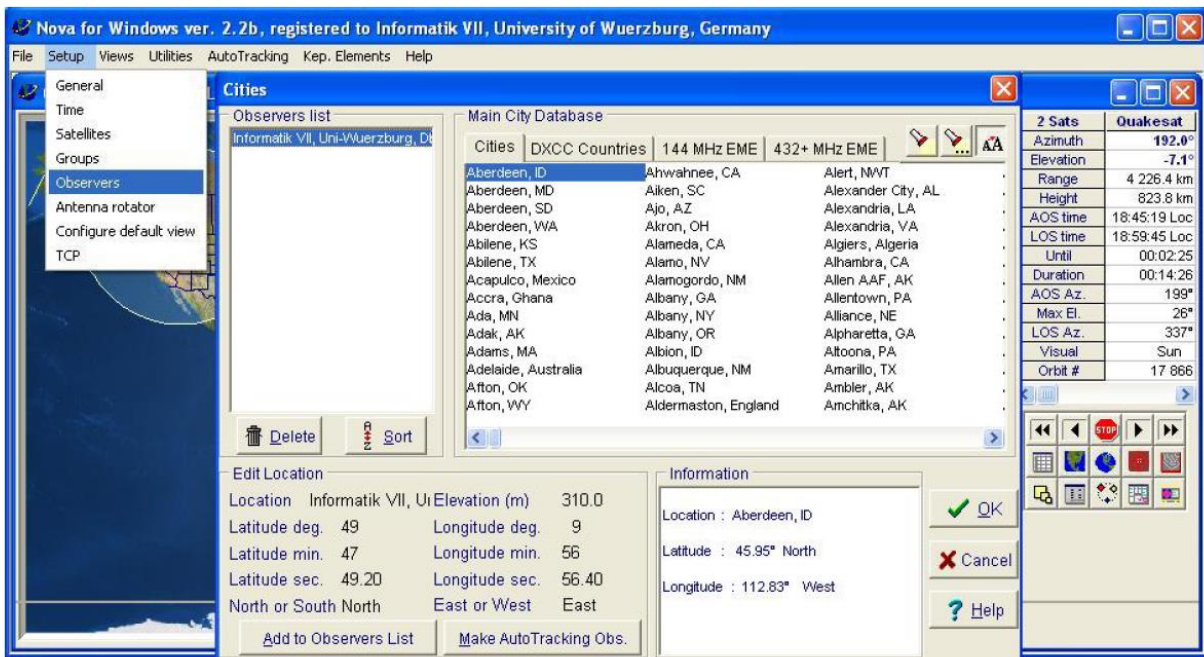 Nova for Windows ver. 2.2b, registered to Informatik VII, University of Wuerzburg, Germany
File Setup Views Utilities AutoTracking Kep. Elements Help
General
Time
Satellites
Groups
Observers
Antenna rotator
Configure default view
TCP
Cities
Observers list
Informatik VII, Uni-Wuerzburg,
Delete
Sort
Main City Database
Cities DXCC Countries 144 MHz EME 432+ MHz EME
Aberdeen, ID Ahwahnee, CA Alert, NWT
Aberdeen, MD Aiken, SC Alexander City, AL
Aberdeen, SD Ajo, AZ Alexandria, LA
Aberdeen, WA Akron, OH Alexandria, VA
Abilene, KS Alameda, CA Algiers, Algeria
Abilene, TX Alamo, NV Alhambra, CA
Acapulco, Mexico Alamogordo, NM Allen AAF, AK
Accra, Ghana Albany, GA Allentown, PA
Ada, MN Albany, NY Alliance, NE
Adak, AK Albany, OR Alpharetta, GA
Adams, MA Albion, ID Altoona, PA
Adelaide, Australia Albuquerque, NM Amarillo, TX
Afton, OK Alcoa, TN Ambler, AK
Afton, WY Aldermaston, England Amchitka, AK
Edit Location
Location Informatik VII, Elevation (m) 310.0
Latitude deg. 49 Longitude deg. 9
Latitude min. 47 Longitude min. 56
Latitude sec. 49.20 Longitude sec. 56.40
North or South North East or West East
Add to Observers List Make AutoTracking Obs.
Information
Location : Aberdeen, ID
Latitude : 45.95° North
Longitude : 112.83° West
OK
Cancel
Help
2 Sats Quakesat
Azimuth 192.0°
Elevation -7.1°
Range 4 226.4 km
Height 823.8 km
AOS time 18:45:19 Loc
LOS time 18:59:45 Loc
Until 00:02:25
Duration 00:14:26
AOS Az. 199°
Max El. 26°
LOS Az. 337°
Visual Sun
Orbit # 17 866
STOP